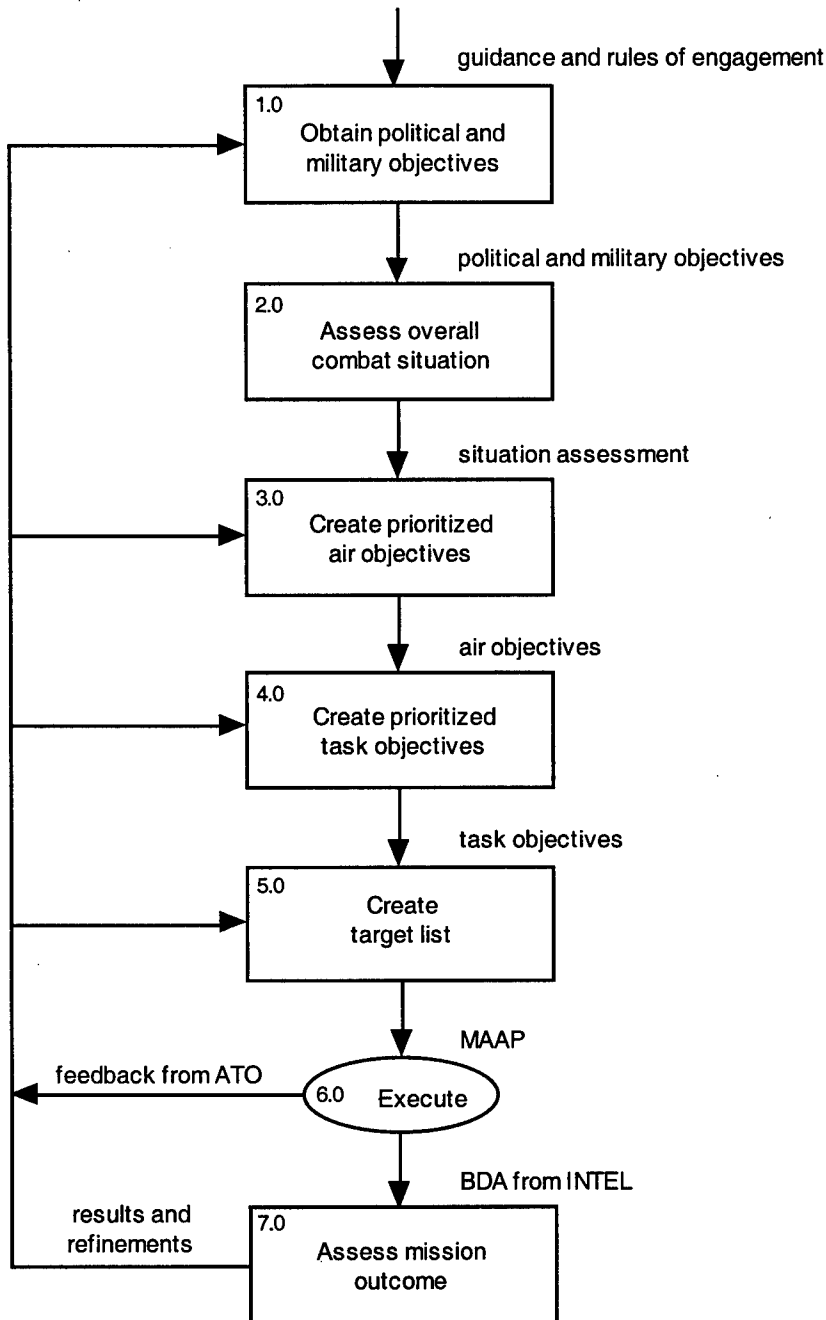 guidance and rules of engagement
1.0
Obtain political and
military objectives
political and military objectives
2.0
Assess overall
combat situation
situation assessment
3.0
Create prioritized
air objectives
air objectives
4.0
Create prioritized
task objectives
task objectives
5.0
Create
target list
MAAP
feedback from ATO
6.0 Execute
BDA from INTEL
results and
refinements
7.0
Assess mission
outcome